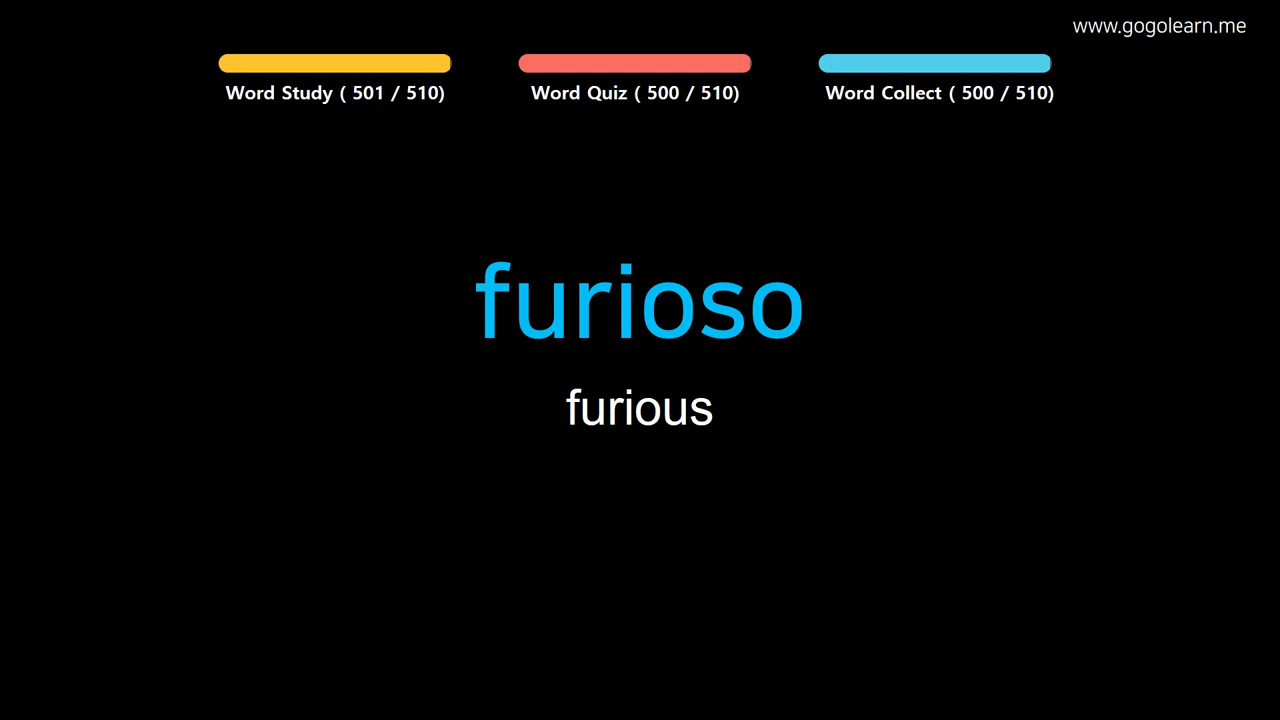 www.gogolearn.me
Word Study ( 501 / 510)
Word Quiz ( 500 / 510)
Word Collect ( 500 / 510)
furioso
furious